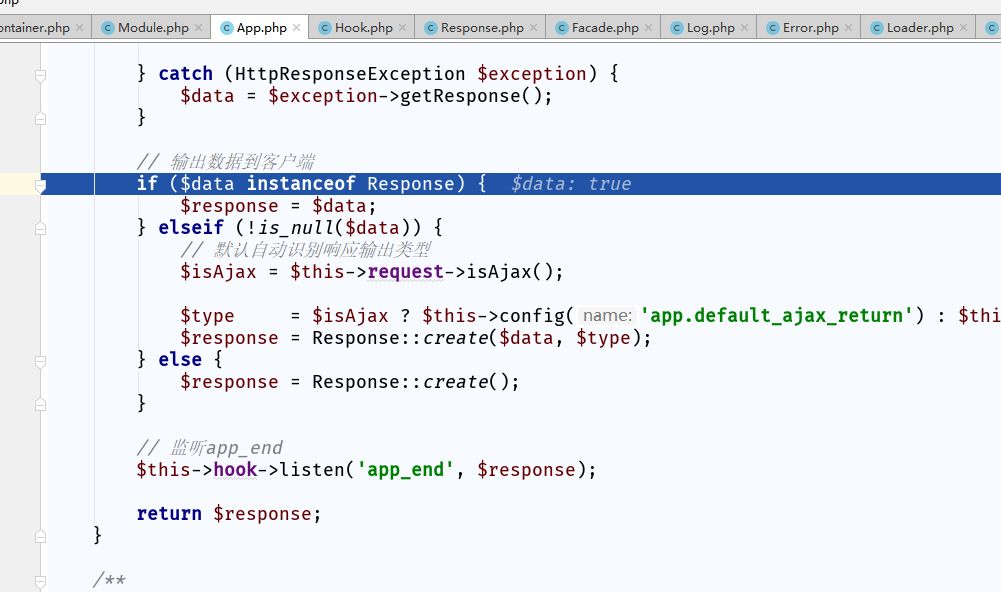 ontainer.php × Module.php × App.php × Hook.php × Response.php × Facade.php × Log.php × Error.php × Loader.php ×
} catch (HttpResponseException $exception) {
$data = $exception->getResponse();
}
// 输出数据到客户端
if ($data instanceof Response) { $data: true
$response = $data;
} elseif (!is_null($data)) {
// 默认自动识别响应输出类型
$isAjax = $this->request->isAjax();
$type = $isAjax ? $this->config( name: 'app.default_ajax_return') : $thi
$response = Response::create($data, $type);
} else {
$response = Response::create();
}
// 监听app_end
$this->hook->listen('app_end', $response);
return $response;
}
/**